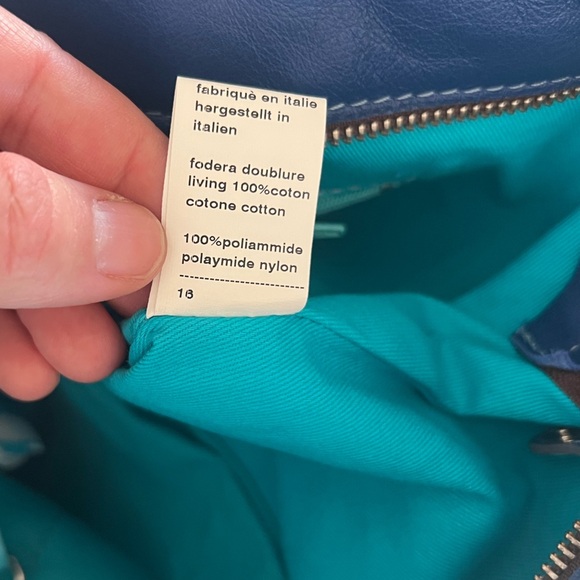 fabriquè en italie
hergestellt in
italien
fodera doublure
living 100%coton
cotone cotton
100%poliammide
polaymide nylon
--------------------
16